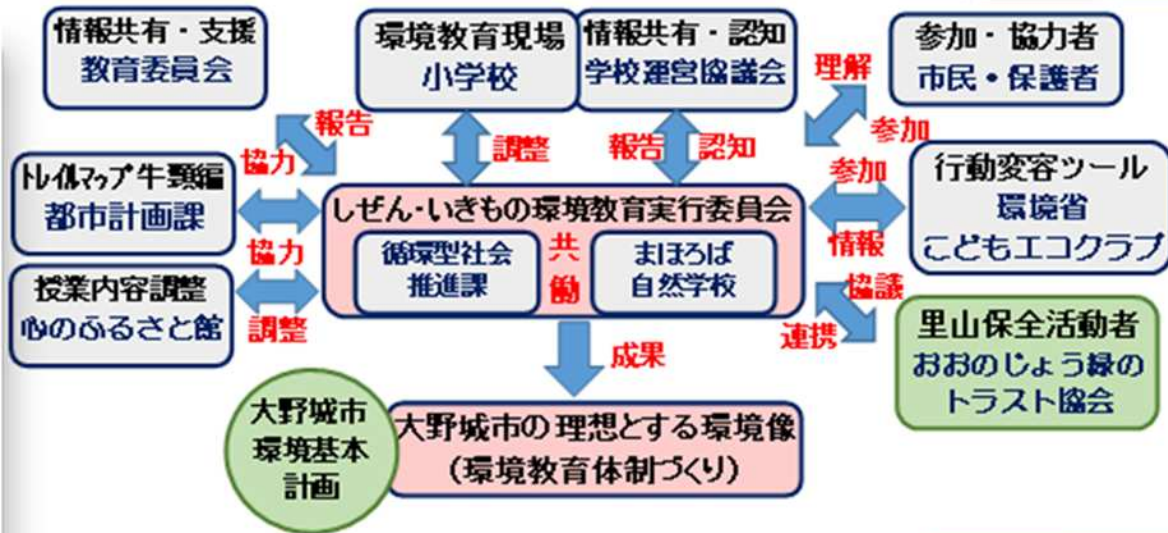 情報共有・支援
教育委員会
環境教育現場
小学校
情報共有・認知
学校運営協議会
参加・協力者
市民・保護者
理解
参加
報告
協力
調整
報告
認知
トレイルマップ牛頸編
都市計画課
協力
しぜん・いきもの環境教育実行委員会
循環型社会
推進課
共
働
まほろば
自然学校
参加
情報
行動変容ツール
環境省
こどもエコクラブ
授業内容調整
心のふるさと館
調整
協議
連携
里山保全活動者
おおのじょう緑の
トラスト協会
成果
大野城市
環境基本
計画
大野城市の理想とする環境像
(環境教育体制づくり)